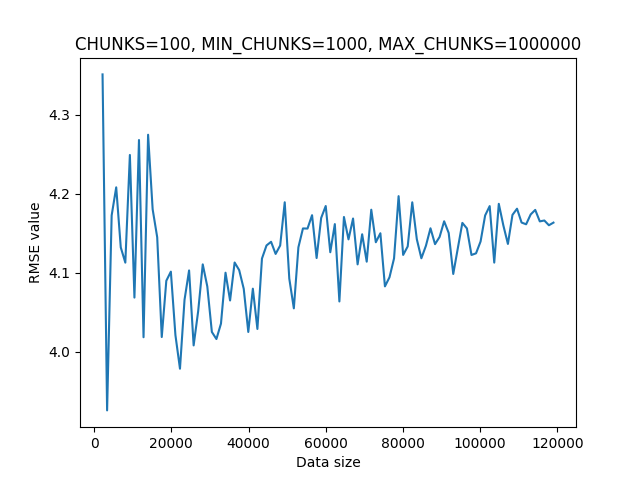 CHUNKS=100, MIN_CHUNKS=1000, MAX_CHUNKS=1000000
4.3
4.2
4.1
4.0
RMSE value
0 20000 40000 60000 80000 100000 120000
Data size